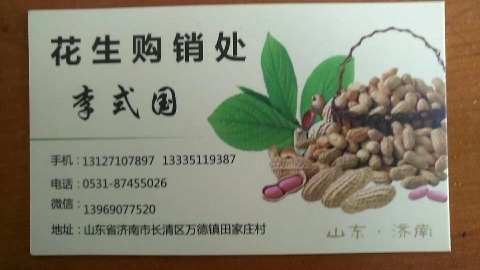 花生购销处
李式国
手机：13127107897 13335119387
电话：0531-87455026
微信：13969077520
地址：山东省济南市长清区万德镇田家庄村
山东·济南